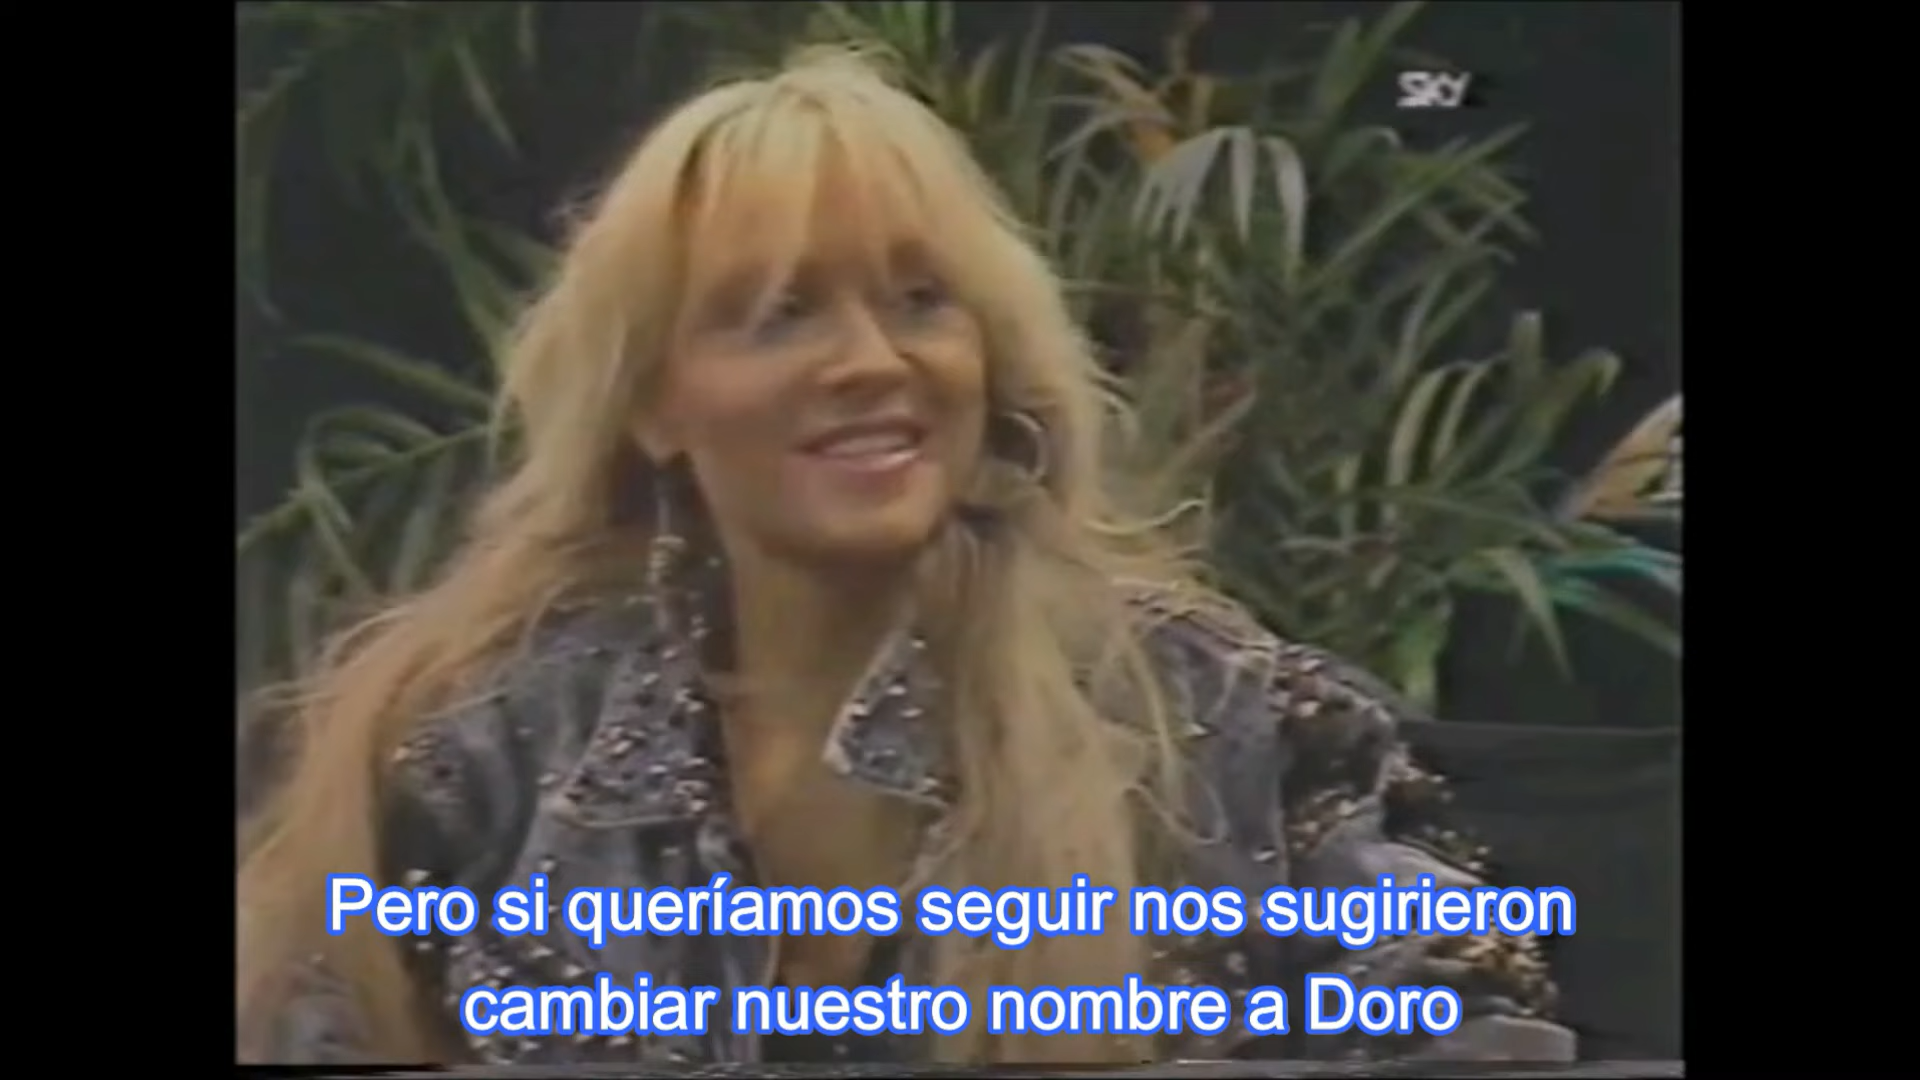 SKY
Pero si queríamos seguir nos sugirieron
cambiar nuestro nombre a Doro